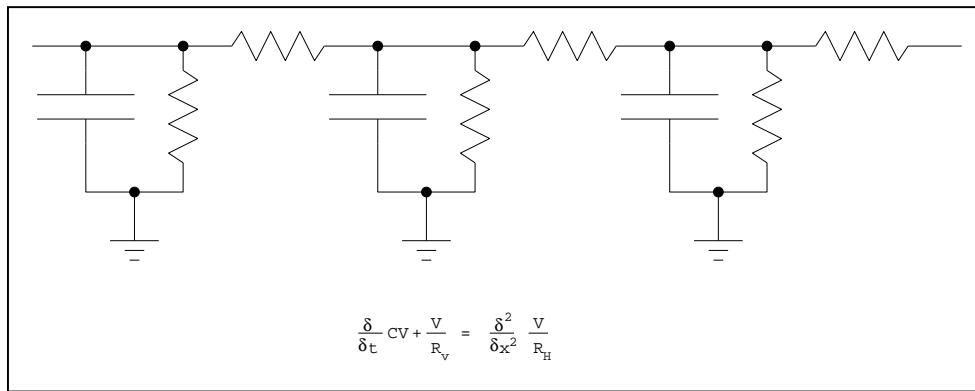 δ/δt CV + V/R_v = δ²/δx² V/R_H